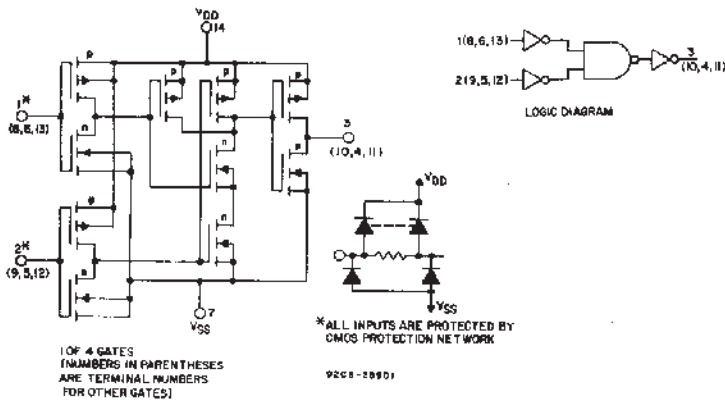 VDD
14
p
p
p
p
1*
(8,6,13)
n
n
3
(10,4,11)
p
2*
(9,5,12)
n
n
7
VSS
1 OF 4 GATES
(NUMBERS IN PARENTHESES
ARE TERMINAL NUMBERS
FOR OTHER GATES)
1(8,6,13)
2(9,5,12)
3
(10,4,11)
LOGIC DIAGRAM
VDD
VSS
*ALL INPUTS ARE PROTECTED BY
CMOS PROTECTION NETWORK